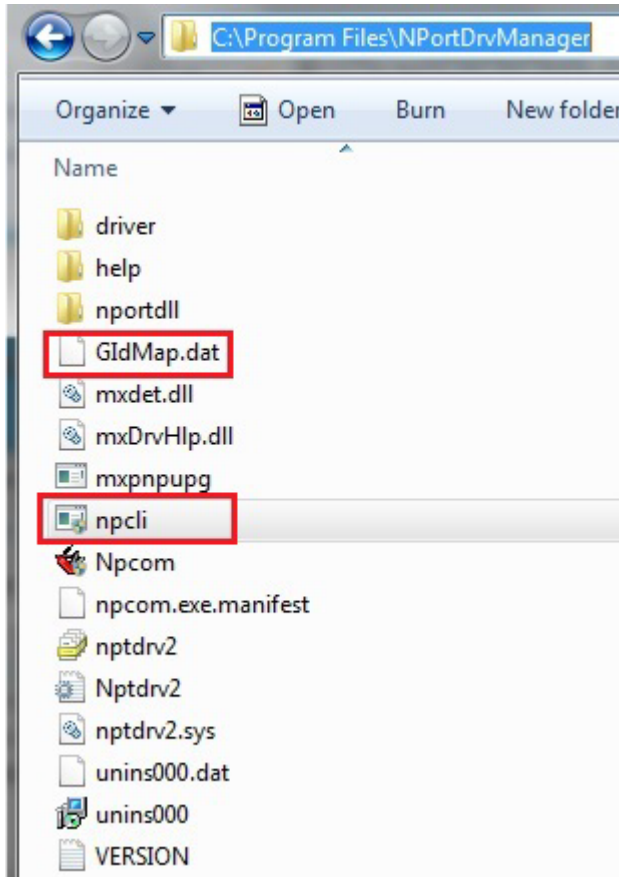 C:\Program Files\NPortDrvManager
Organize Open Burn New folder
Name
driver
help
nportdll
GIdMap.dat
mxdet.dll
mxDrvHlp.dll
mxpnpupg
npcli
Npcom
npcom.exe.manifest
nptdrv2
Nptdrv2
nptdrv2.sys
unins000.dat
unins000
VERSION